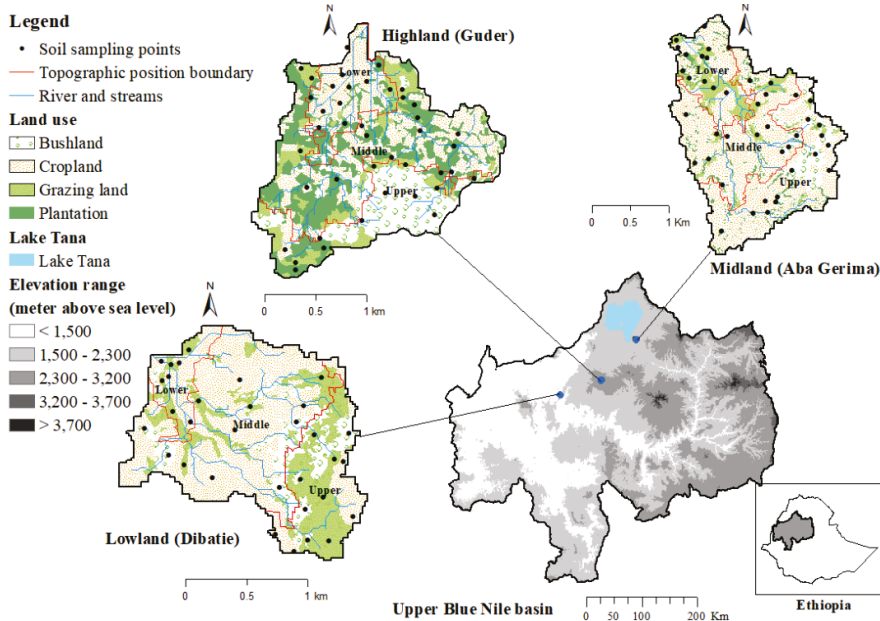 Legend
Soil sampling points
Topographic position boundary
River and streams
Land use
Bushland
Cropland
Grazing land
Plantation
Lake Tana
Lake Tana
Elevation range
(meter above sea level)
< 1,500
1,500 - 2,300
2,300 - 3,200
3,200 - 3,700
> 3,700
N
Highland (Guder)
Lower
Middle
Upper
0 0.5 1 km
N
Lower
Middle
Upper
0 0.5 1 Km
Midland (Aba Gerima)
N
Lower
Middle
Upper
Lowland (Dibatie)
0 0.5 1 km
Upper Blue Nile basin
0 25 50 100 150 200 Km
Ethiopia